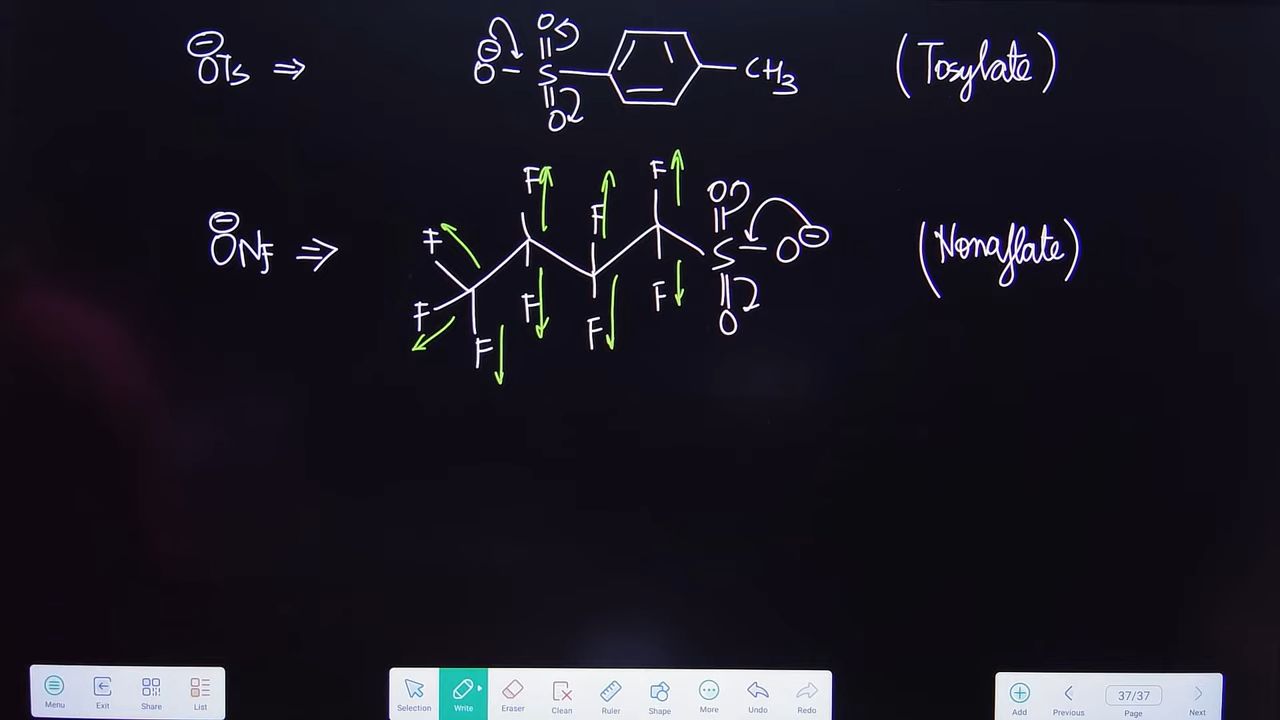 ⊖OTs ⇒ ⊖O–S(=O)(=O)–C6H4–CH3 (Tosylate)
⊖ONf ⇒ F F F F F F F F F S O O O⊖ (Nonaflate)
Menu Exit Share List Selection Write Eraser Clean Ruler Shape More Undo Redo Add Previous 37/37 Page Next